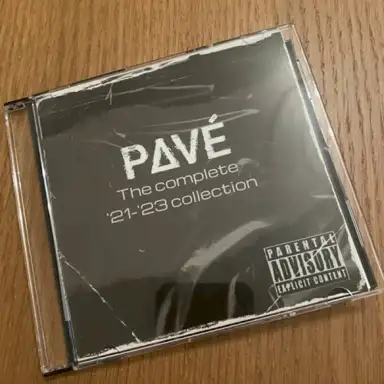 PΔVÉ
The complete
'21-'23 collection
PARENTAL
ADVISORY
EXPLICIT CONTENT